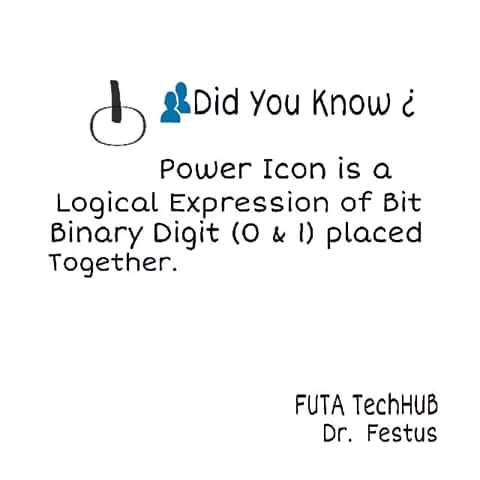 Did You Know ¿
Power Icon is a
Logical Expression of Bit
Binary Digit (0 & 1) placed
Together.
FUTA TechHUB
Dr. Festus